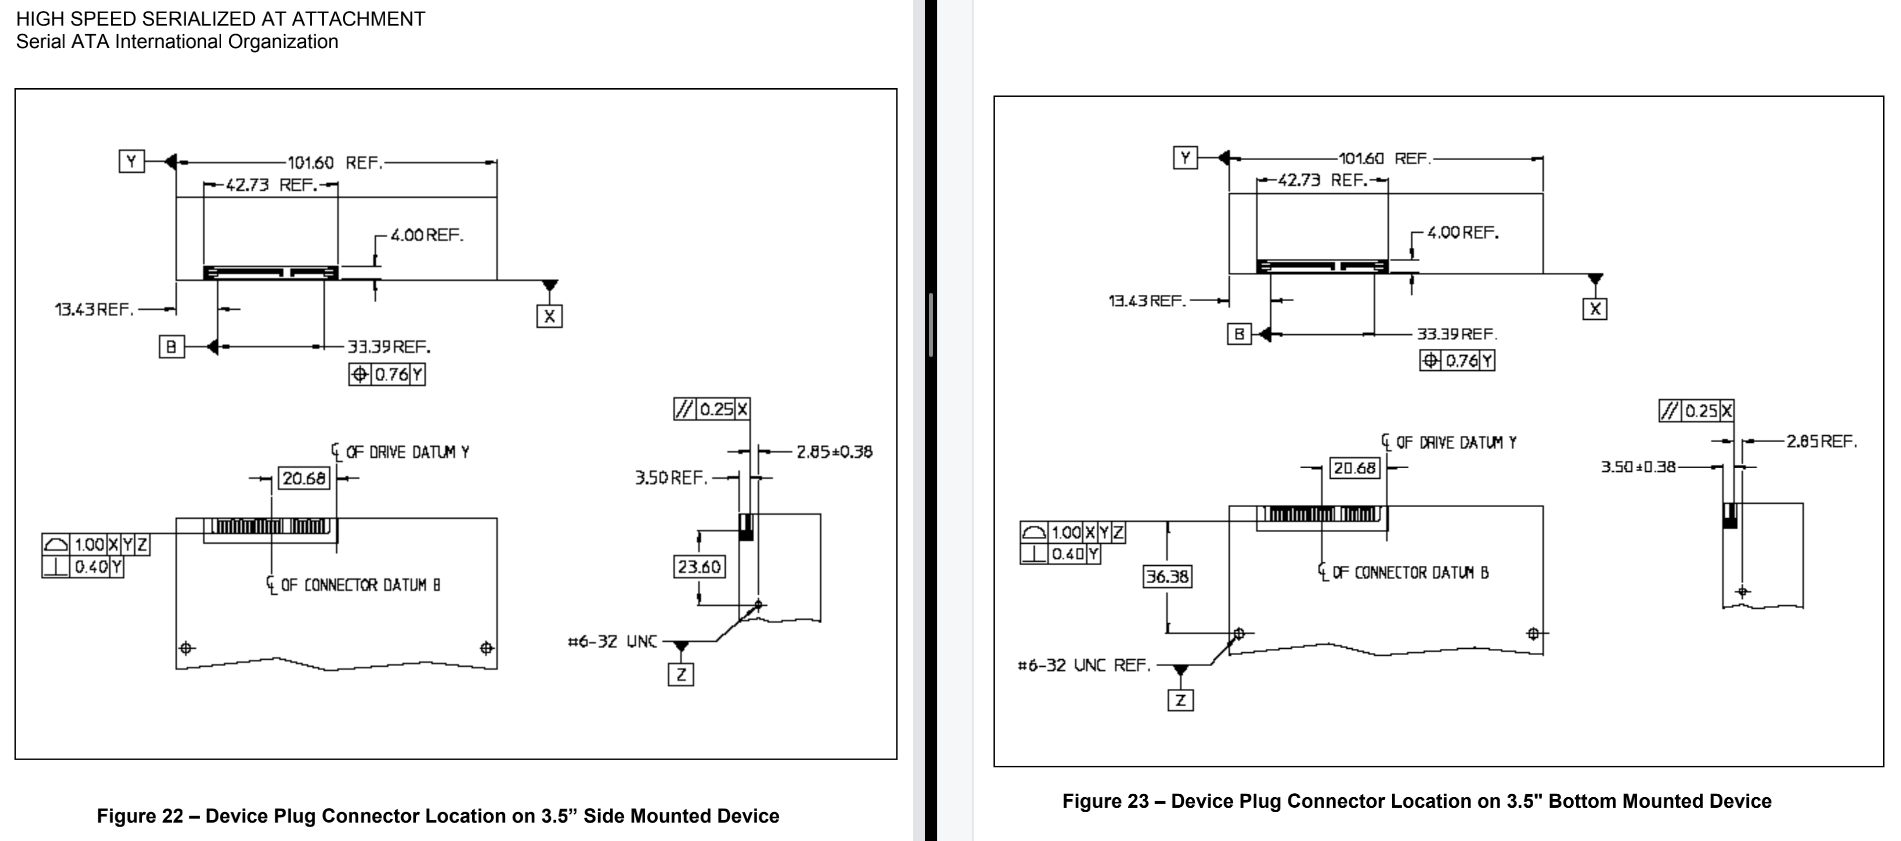 HIGH SPEED SERIALIZED AT ATTACHMENT
Serial ATA International Organization
Y
101.60 REF.
42.73 REF.
4.00 REF.
13.43 REF.
X
B
33.39 REF.
⌖ 0.76 Y
// 0.25 X
℄ OF DRIVE DATUM Y
2.85±0.38
20.68
3.50 REF.
⌓ 1.00 X Y Z
⊥ 0.40 Y
23.60
℄ OF CONNECTOR DATUM B
#6-32 UNC
Z
Figure 22 – Device Plug Connector Location on 3.5” Side Mounted Device
Y
101.60 REF.
42.73 REF.
4.00 REF.
13.43 REF.
X
B
33.39 REF.
⌖ 0.76 Y
// 0.25 X
℄ OF DRIVE DATUM Y
2.85 REF.
20.68
3.50±0.38
⌓ 1.00 X Y Z
⊥ 0.40 Y
36.38
℄ OF CONNECTOR DATUM B
#6-32 UNC REF.
Z
Figure 23 – Device Plug Connector Location on 3.5" Bottom Mounted Device